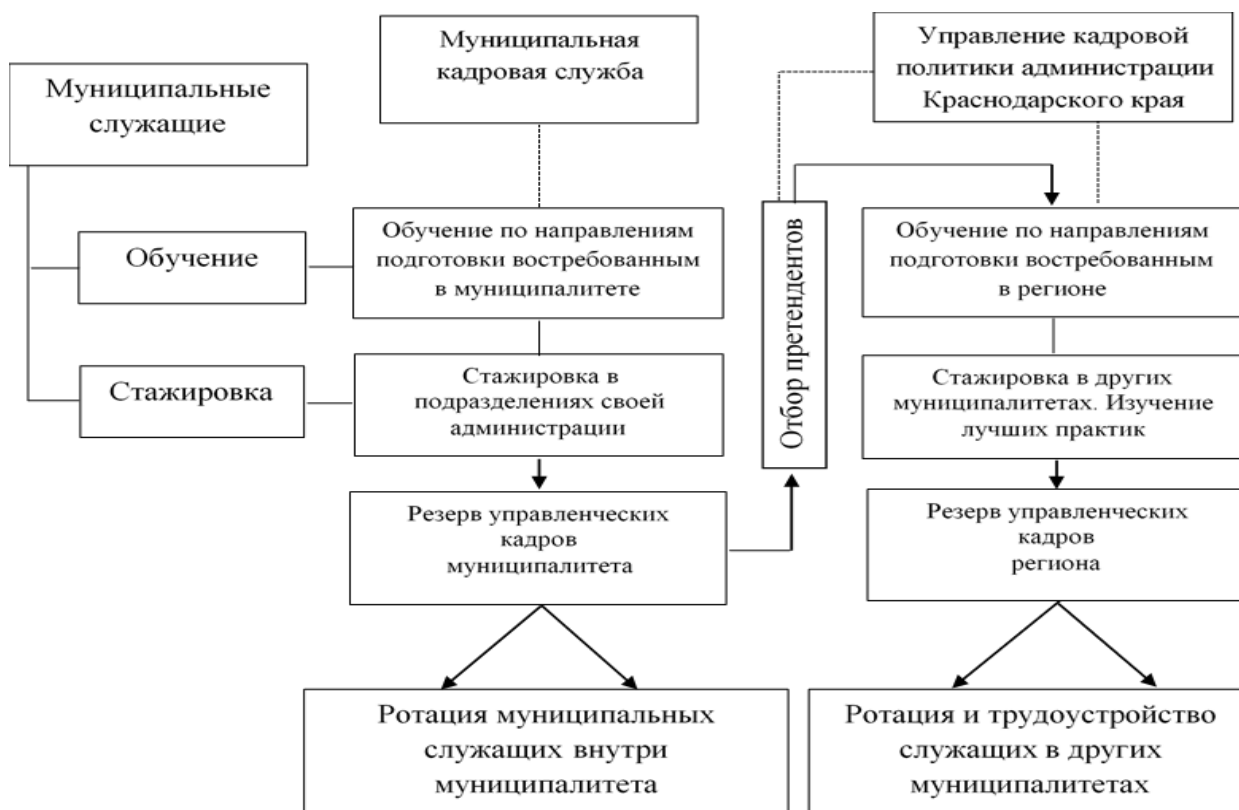 Муниципальные
служащие
Муниципальная
кадровая служба
Управление кадровой
политики администрации
Краснодарского края
Обучение
Обучение по направлениям
подготовки востребованным
в муниципалитете
Отбор претендентов
Обучение по направлениям
подготовки востребованным
в регионе
Стажировка
Стажировка в
подразделениях своей
администрации
Стажировка в других
муниципалитетах. Изучение
лучших практик
Резерв управленческих
кадров
муниципалитета
Резерв управленческих
кадров
региона
Ротация муниципальных
служащих внутри
муниципалитета
Ротация и трудоустройство
служащих в других
муниципалитетах